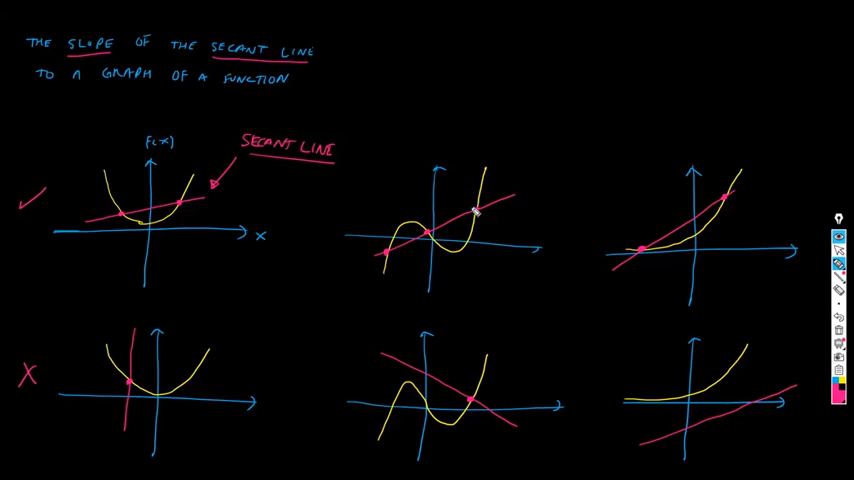 THE SLOPE OF THE SECANT LINE
TO A GRAPH OF A FUNCTION
f(x)
SECANT LINE
x